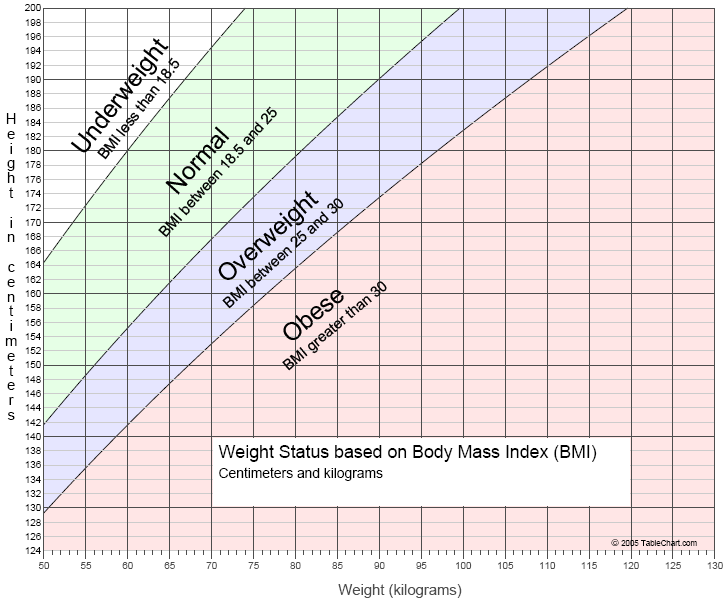 Height in centimeters
200
198
196
194
192
190
188
186
184
182
180
178
176
174
172
170
168
166
164
162
160
158
156
154
152
150
148
146
144
142
140
138
136
134
132
130
128
126
124
Underweight
BMI less than 18.5
Normal
BMI between 18.5 and 25
Overweight
BMI between 25 and 30
Obese
BMI greater than 30
Weight Status based on Body Mass Index (BMI)
Centimeters and kilograms
© 2005 TableChart.com
50 55 60 65 70 75 80 85 90 95 100 105 110 115 120 125 130
Weight (kilograms)